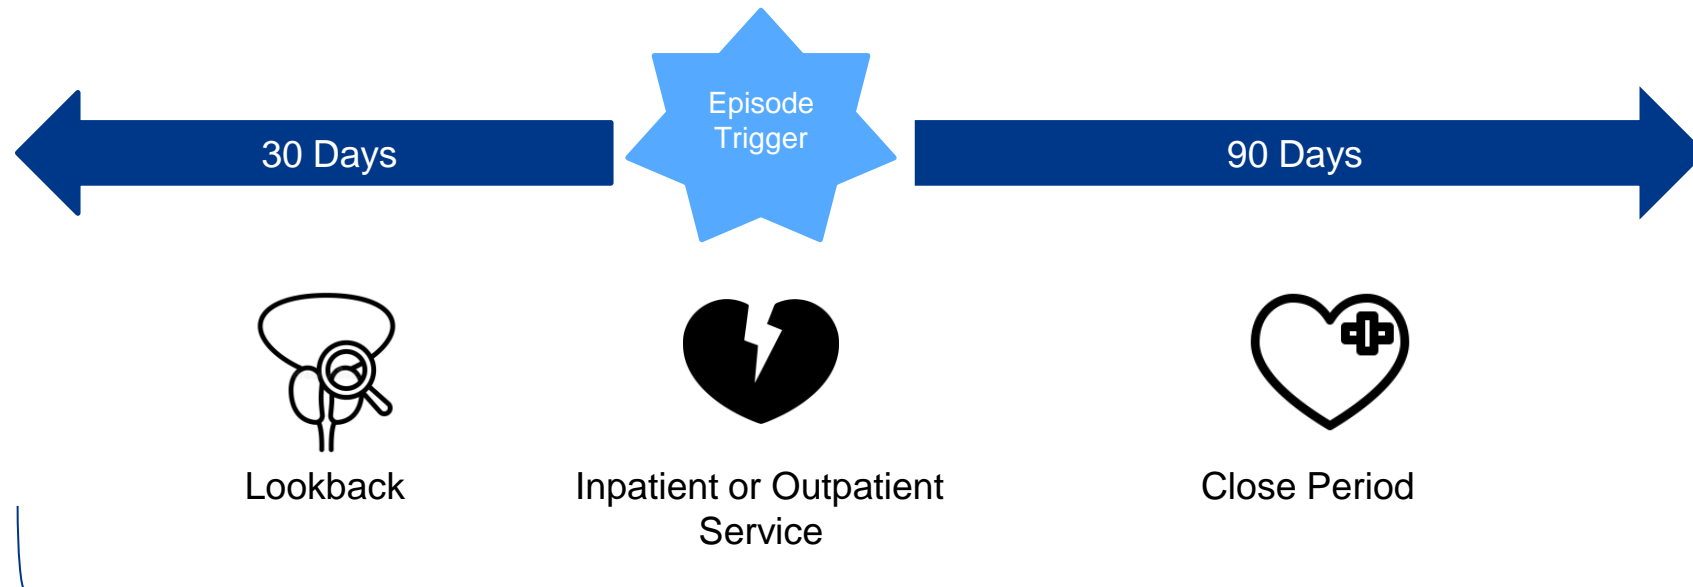 Episode
Trigger
30 Days
90 Days
Lookback
Inpatient or Outpatient
Service
Close Period